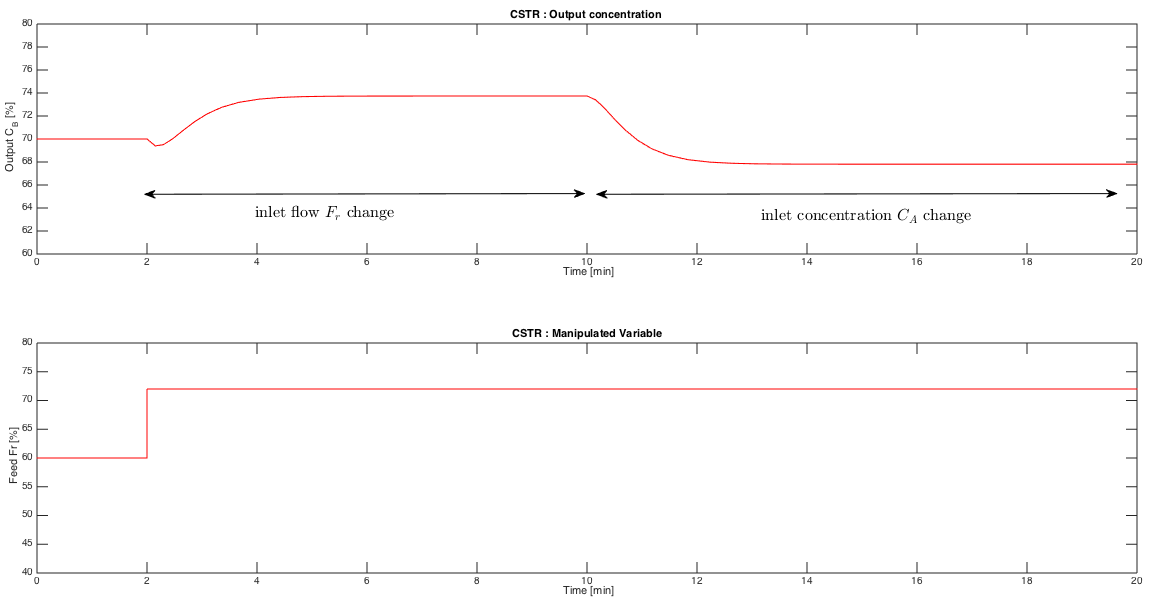 CSTR : Output concentration
80
78
76
74
72
70
68
66
64
62
60
Output C_B [%]
inlet flow F_r change
inlet concentration C_A change
0 2 4 6 8 10 12 14 16 18 20
Time [min]
CSTR : Manipulated Variable
80
75
70
65
60
55
50
45
40
Feed Fr [%]
0 2 4 6 8 10 12 14 16 18 20
Time [min]